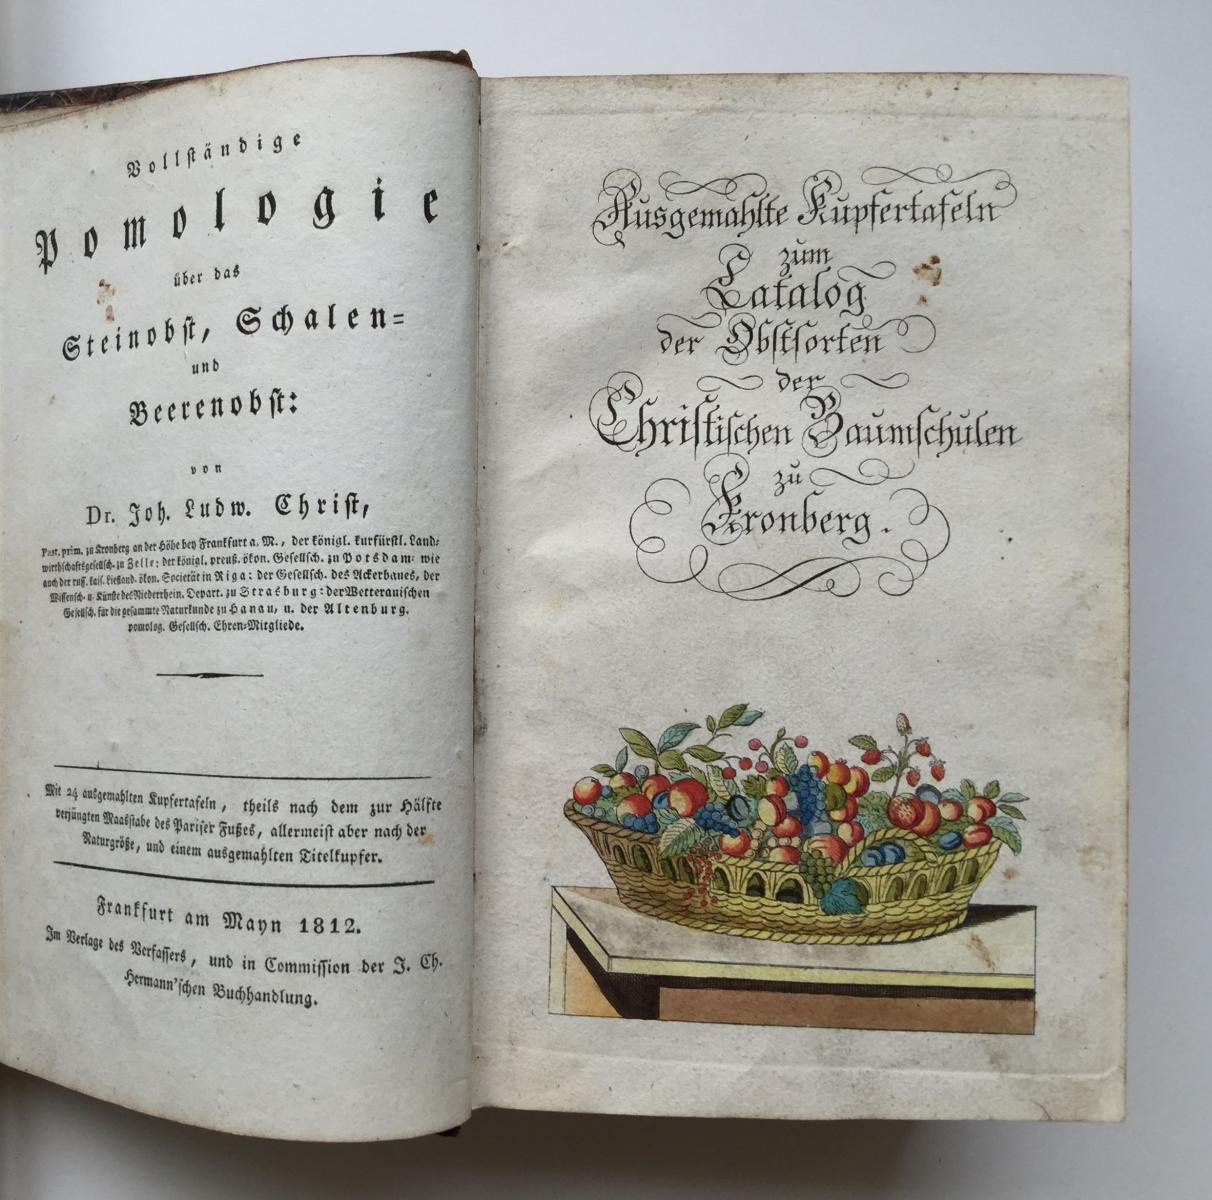 Vollständige
Pomologie
über das
Steinobst, Schalen-
und
Beerenobst:
von
Dr. Joh. Ludw. Christ,
Past. prim. zu Kronberg an der Höhe bey Frankfurt a. M., der königl. kurfürstl. Land-
wirthschaftsgesellsch. zu Zelle; der königl. preuß. ökon. Gesellsch. zu Potsdam: wie
auch der russ. kais. liefländ. ökon. Societät in Riga: der Gesellsch. des Ackerbaues, der
Wissensch. u. Künste des Niederrhein. Depart. zu Strasburg: der Wetterauischen
Gesellsch. für die gesammte Naturkunde zu Hanau, u. der Altenburg.
pomolog. Gesellsch. Ehren-Mitgliede.
Mit 24 ausgemahlten Kupfertafeln, theils nach dem zur Hälfte
verjüngten Maasstabe des Pariser Fußes, allermeist aber nach der
Naturgröße, und einem ausgemahlten Titelkupfer.
Frankfurt am Mayn 1812.
Im Verlage des Verfassers, und in Commission der J. Ch.
Hermann'schen Buchhandlung.
Ausgemahlte Kupfertafeln
zum
Catalog
der Obstsorten
der
Christischen Baumschulen
zu
Kronberg.